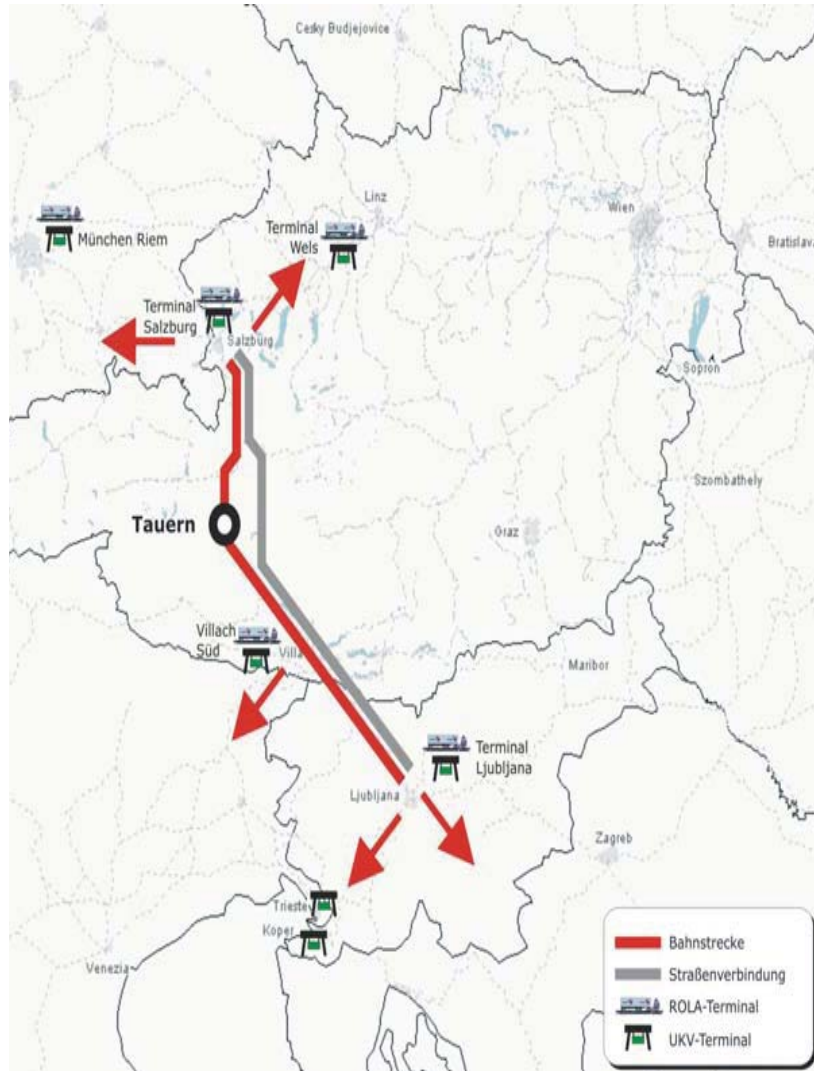 Cesky Budjejovice
Linz
Wien
Bratislava
München Riem
Terminal
Wels
Terminal
Salzburg
Salzburg
Sopron
Szombathely
Tauern
Graz
Villach
Süd
Villa
Maribor
Terminal
Ljubljana
Ljubljana
Zagreb
Trieste
Koper
Venezia
Bahnstrecke
Straßenverbindung
ROLA-Terminal
UKV-Terminal